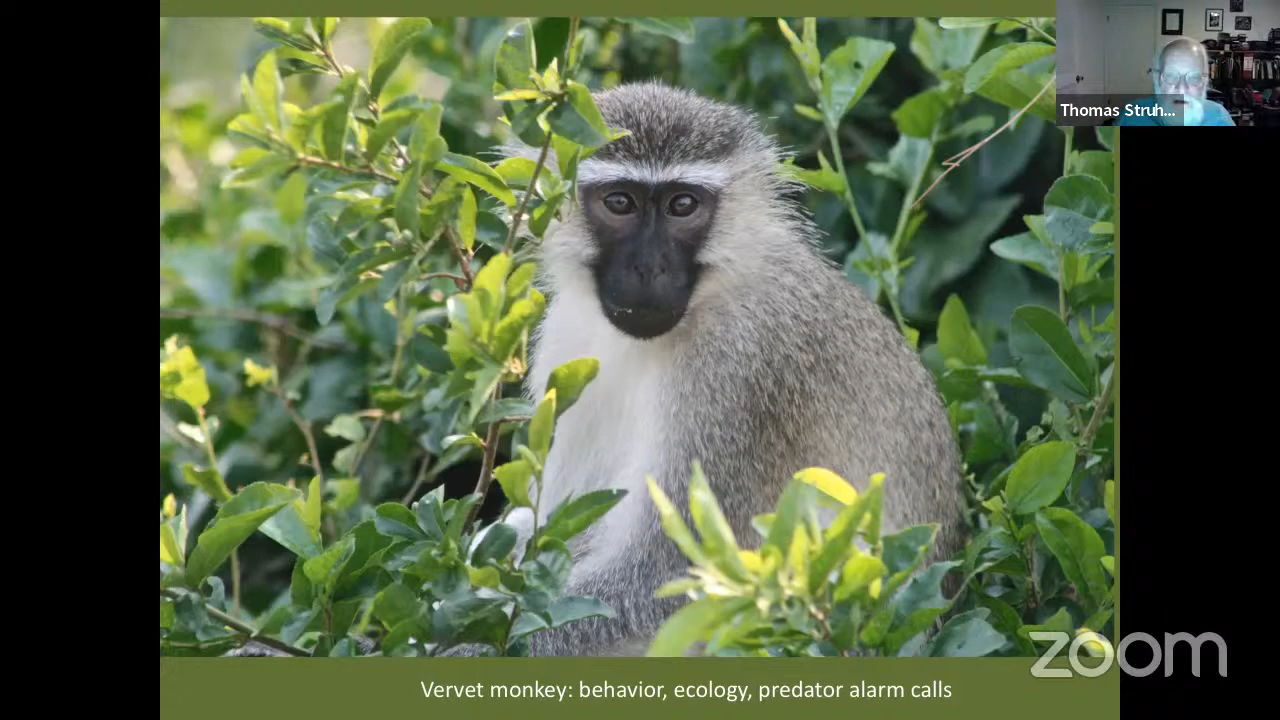 Thomas Struh...
Vervet monkey: behavior, ecology, predator alarm calls
zoom